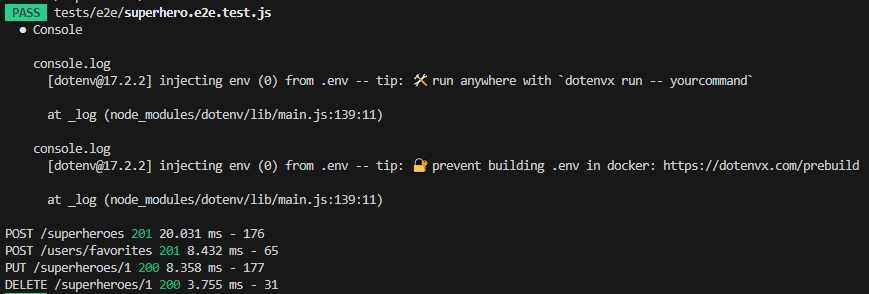 PASS tests/e2e/superhero.e2e.test.js
● Console
console.log
[dotenv@17.2.2] injecting env (0) from .env -- tip: 🛠️ run anywhere with `dotenvx run -- yourcommand`
at _log (node_modules/dotenv/lib/main.js:139:11)
console.log
[dotenv@17.2.2] injecting env (0) from .env -- tip: 🔐 prevent building .env in docker: https://dotenvx.com/prebuild
at _log (node_modules/dotenv/lib/main.js:139:11)
POST /superheroes 201 20.031 ms - 176
POST /users/favorites 201 8.432 ms - 65
PUT /superheroes/1 200 8.358 ms - 177
DELETE /superheroes/1 200 3.755 ms - 31